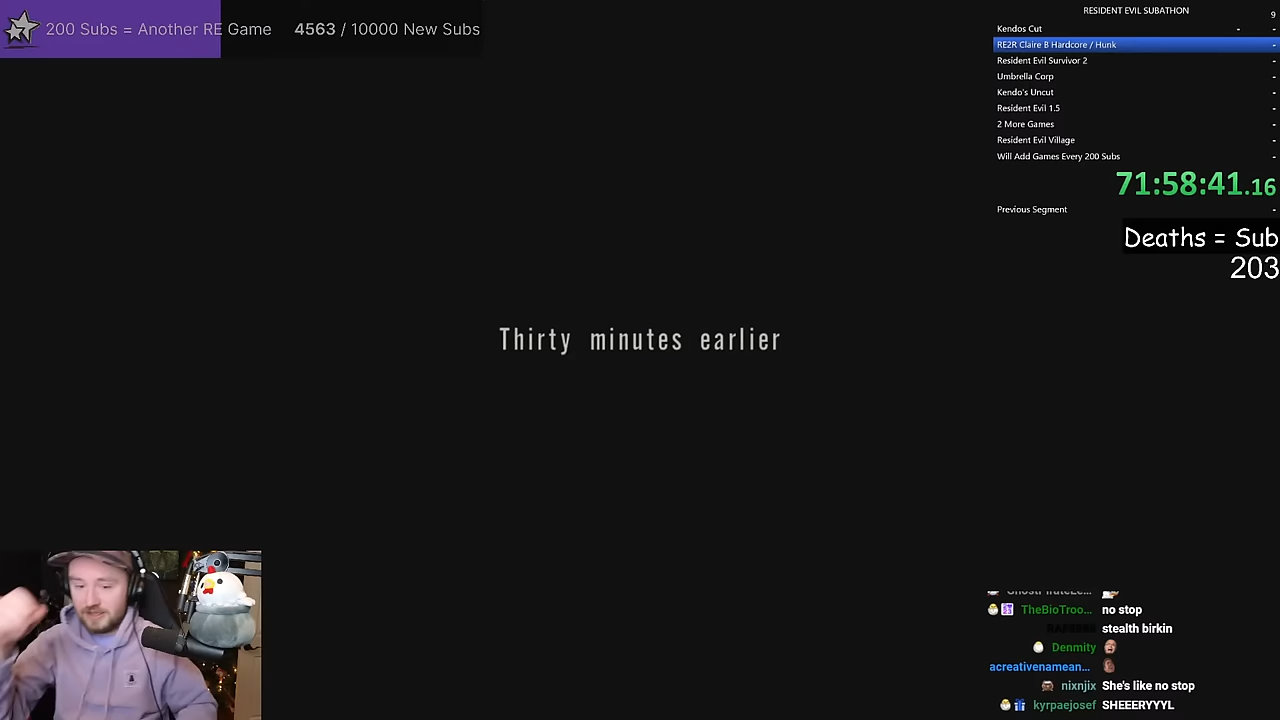 200 Subs = Another RE Game 4563 / 10000 New Subs
RESIDENT EVIL SUBATHON
9
Kendos Cut - -
RE2R Claire B Hardcore / Hunk -
Resident Evil Survivor 2 -
Umbrella Corp -
Kendo's Uncut -
Resident Evil 1.5 -
2 More Games -
Resident Evil Village -
Will Add Games Every 200 Subs -
71:58:41.16
Previous Segment -
Deaths = Sub
203
Thirty minutes earlier
TheBioTroo... no stop
stealth birkin
Denmity
acreativenamean...
nixnjix She's like no stop
kyrpaejosef SHEEERYYYL